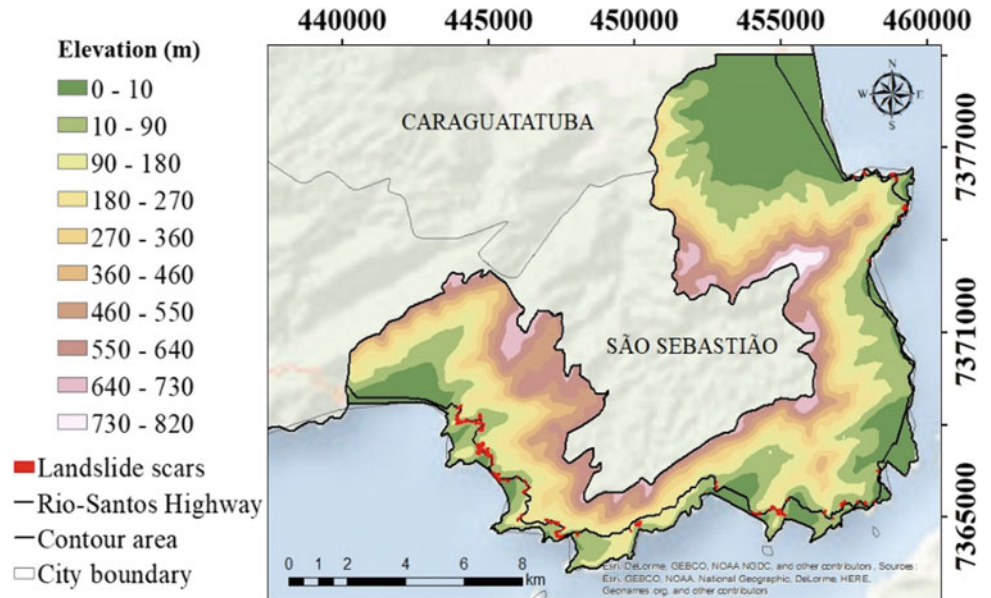 440000 445000 450000 455000 460000
Elevation (m)
0 - 10
10 - 90
90 - 180
180 - 270
270 - 360
360 - 460
460 - 550
550 - 640
640 - 730
730 - 820
Landslide scars
Rio-Santos Highway
Contour area
City boundary
CARAGUATATUBA
SÃO SEBASTIÃO
N
W E
S
7377000
7371000
7365000
0 1 2 4 6 8
km
Esri, DeLorme, GEBCO, NOAA NGDC, and other contributors, Sources:
Esri, GEBCO, NOAA, National Geographic, DeLorme, HERE,
Geonames.org, and other contributors